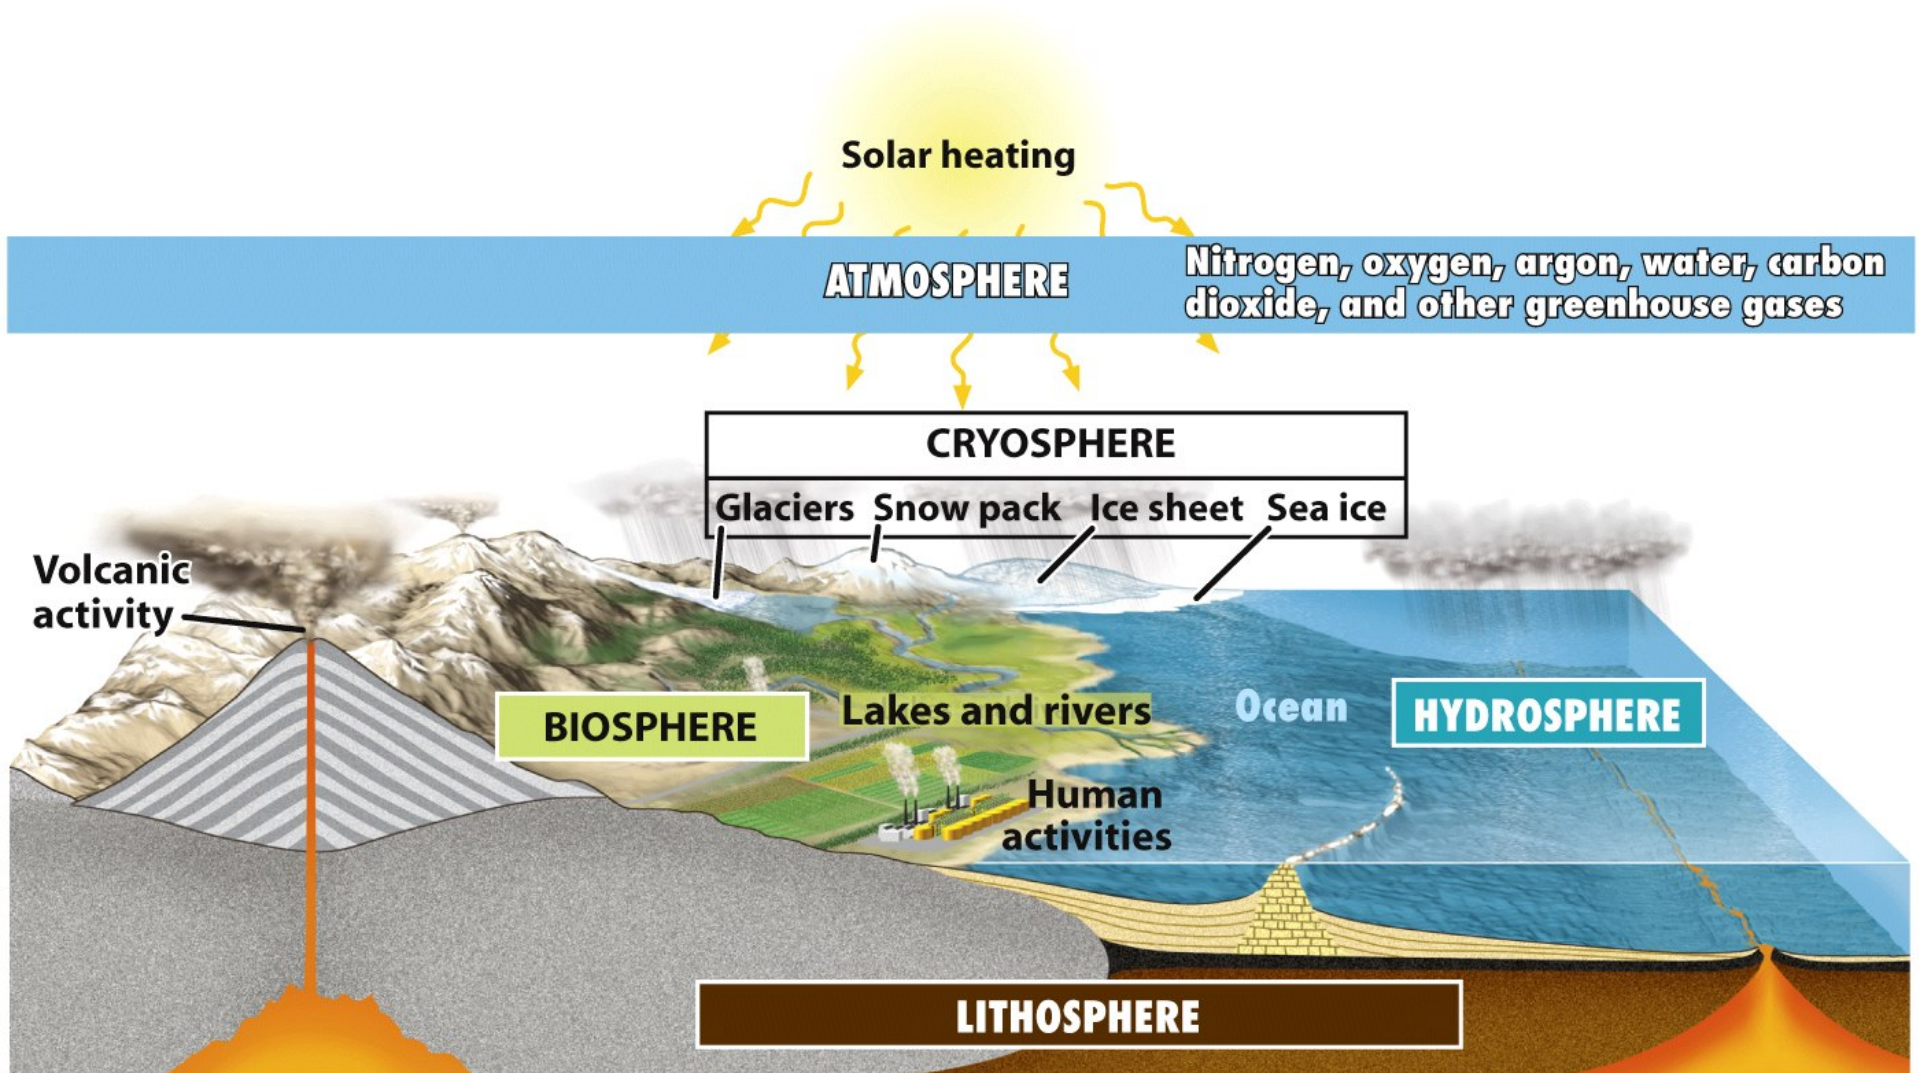 Solar heating
ATMOSPHERE
Nitrogen, oxygen, argon, water, carbon
dioxide, and other greenhouse gases
CRYOSPHERE
Glaciers Snow pack Ice sheet Sea ice
Volcanic
activity
BIOSPHERE
Lakes and rivers
Ocean
HYDROSPHERE
Human
activities
LITHOSPHERE